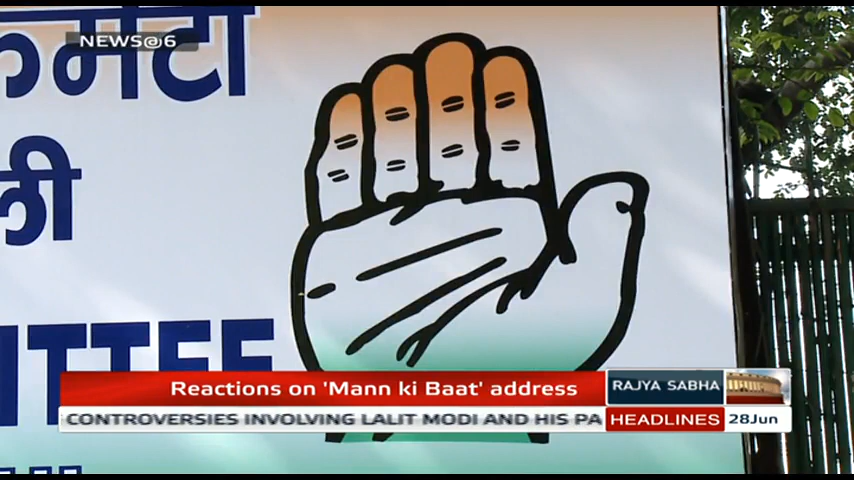 NEWS@6
कमेटी
ली
ITTEE
Reactions on 'Mann ki Baat' address
RAJYA SABHA
CONTROVERSIES INVOLVING LALIT MODI AND HIS PA
HEADLINES
28Jun